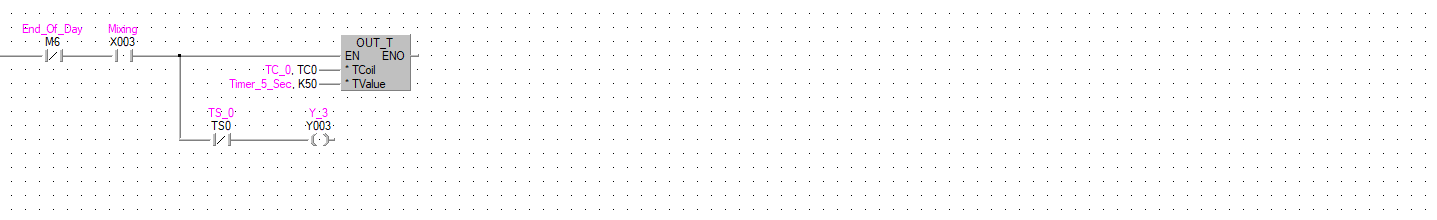 End_Of_Day Mixing
M6 X003
OUT_T
EN ENO
TC_0, TC0 * TCoil
Timer_5_Sec, K50 * TValue
TS_0 Y_3
TS0 Y003